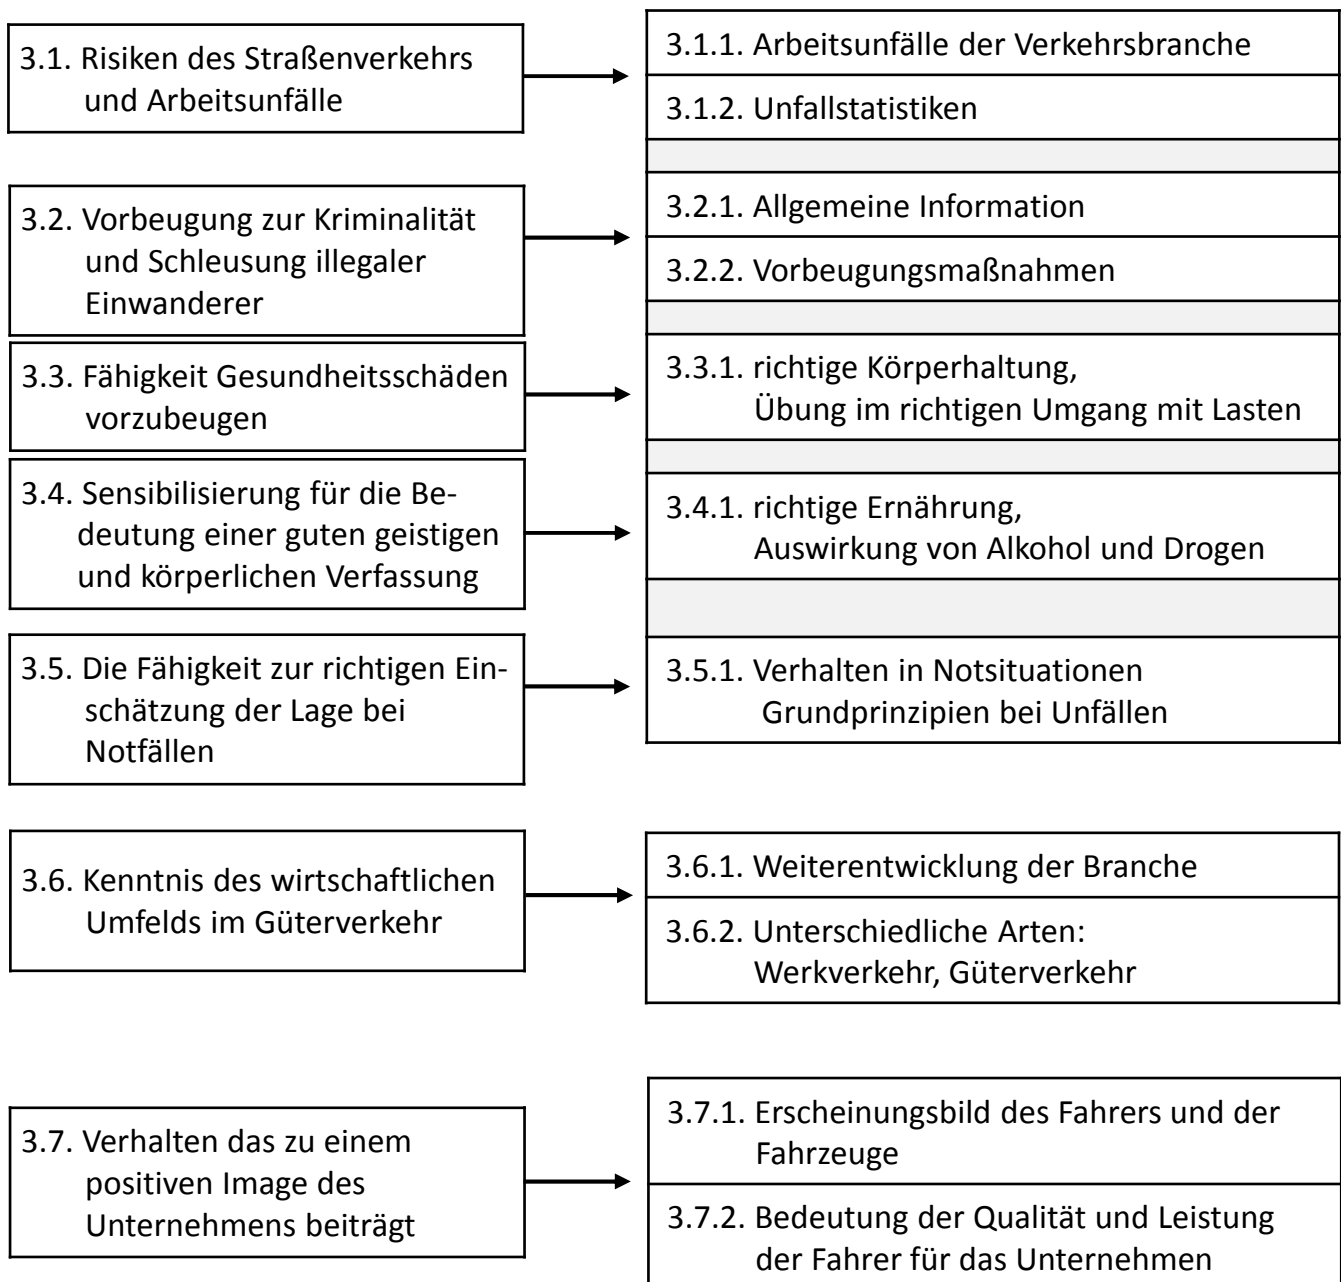 3.1. Risiken des Straßenverkehrs
und Arbeitsunfälle
3.1.1. Arbeitsunfälle der Verkehrsbranche
3.1.2. Unfallstatistiken
3.2. Vorbeugung zur Kriminalität
und Schleusung illegaler
Einwanderer
3.2.1. Allgemeine Information
3.2.2. Vorbeugungsmaßnahmen
3.3. Fähigkeit Gesundheitsschäden
vorzubeugen
3.3.1. richtige Körperhaltung,
Übung im richtigen Umgang mit Lasten
3.4. Sensibilisierung für die Be-
deutung einer guten geistigen
und körperlichen Verfassung
3.4.1. richtige Ernährung,
Auswirkung von Alkohol und Drogen
3.5. Die Fähigkeit zur richtigen Ein-
schätzung der Lage bei
Notfällen
3.5.1. Verhalten in Notsituationen
Grundprinzipien bei Unfällen
3.6. Kenntnis des wirtschaftlichen
Umfelds im Güterverkehr
3.6.1. Weiterentwicklung der Branche
3.6.2. Unterschiedliche Arten:
Werkverkehr, Güterverkehr
3.7. Verhalten das zu einem
positiven Image des
Unternehmens beiträgt
3.7.1. Erscheinungsbild des Fahrers und der
Fahrzeuge
3.7.2. Bedeutung der Qualität und Leistung
der Fahrer für das Unternehmen